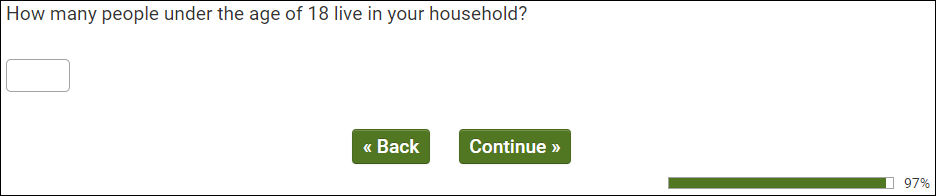 How many people under the age of 18 live in your household?
« Back
Continue »
97%